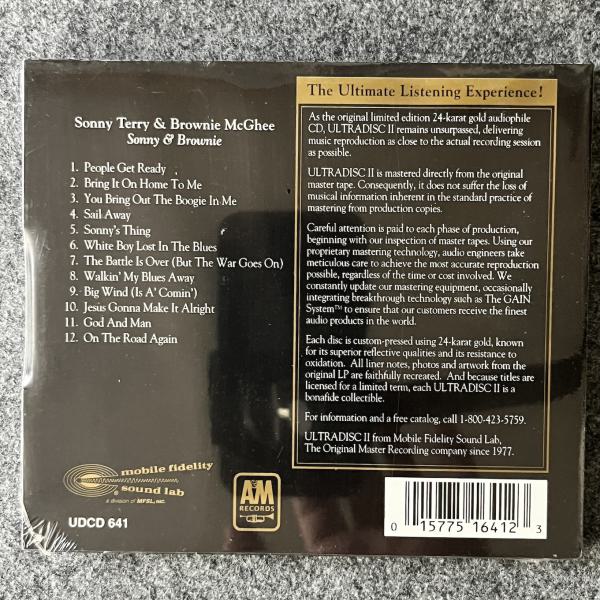 Sonny Terry & Brownie McGhee
Sonny & Brownie
1. People Get Ready
2. Bring It On Home To Me
3. You Bring Out The Boogie In Me
4. Sail Away
5. Sonny's Thing
6. White Boy Lost In The Blues
7. The Battle Is Over (But The War Goes On)
8. Walkin' My Blues Away
9. Big Wind (Is A' Comin')
10. Jesus Gonna Make It Alright
11. God And Man
12. On The Road Again
The Ultimate Listening Experience!
As the original limited edition 24-karat gold audiophile
CD, ULTRADISC II remains unsurpassed, delivering
music reproduction as close to the actual recording session
as possible.
ULTRADISC II is mastered directly from the original
master tape. Consequently, it does not suffer the loss of
musical information inherent in the standard practice of
mastering from production copies.
Careful attention is paid to each phase of production,
beginning with our inspection of master tapes. Using our
proprietary mastering technology, audio engineers take
meticulous care to achieve the most accurate reproduction
possible, regardless of the time or cost involved. We
constantly update our mastering equipment, occasionally
integrating breakthrough technology such as The GAIN
System™ to ensure that our customers receive the finest
audio products in the world.
Each disc is custom-pressed using 24-karat gold, known
for its superior reflective qualities and its resistance to
oxidation. All liner notes, photos and artwork from the
original LP are faithfully recreated. And because titles are
licensed for a limited term, each ULTRADISC II is a
bonafide collectible.
For information and a free catalog, call 1-800-423-5759.
ULTRADISC II from Mobile Fidelity Sound Lab,
The Original Master Recording company since 1977.
mobile fidelity
sound lab
a division of MFSL, INC.
UDCD 641
A&M
RECORDS
0 15775 16412 3